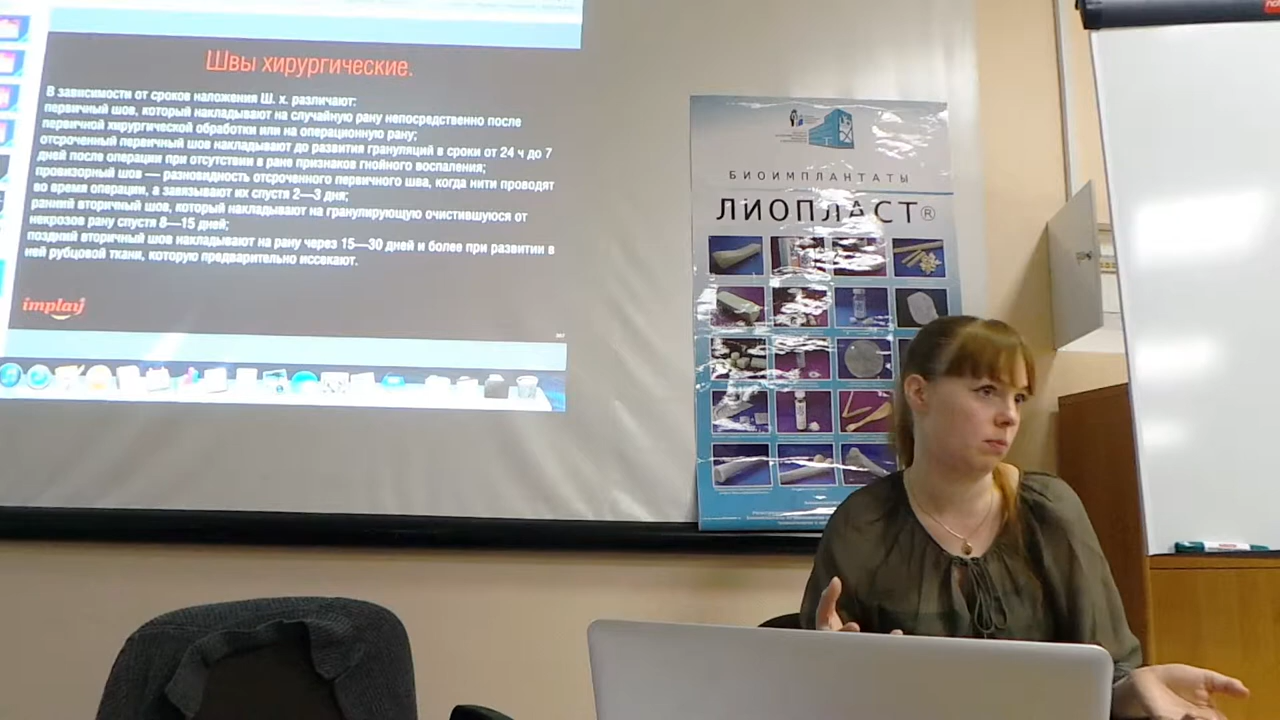 Швы хирургические.
В зависимости от сроков наложения Ш. х. различают:
первичный шов, который накладывают на случайную рану непосредственно после
первичной хирургической обработки или на операционную рану;
отсроченный первичный шов накладывают до развития грануляций в сроки от 24 ч до 7
дней после операции при отсутствии в ране признаков гнойного воспаления;
провизорный шов — разновидность отсроченного первичного шва, когда нити проводят
во время операции, а завязывают их спустя 2—3 дня;
ранний вторичный шов, который накладывают на гранулирующую очистившуюся от
некрозов рану спустя 8—15 дней;
поздний вторичный шов накладывают на рану через 15—30 дней и более при развитии в
ней рубцовой ткани, которую предварительно иссекают.
implay
БИОИМПЛАНТАТЫ
ЛИОПЛАСТ®